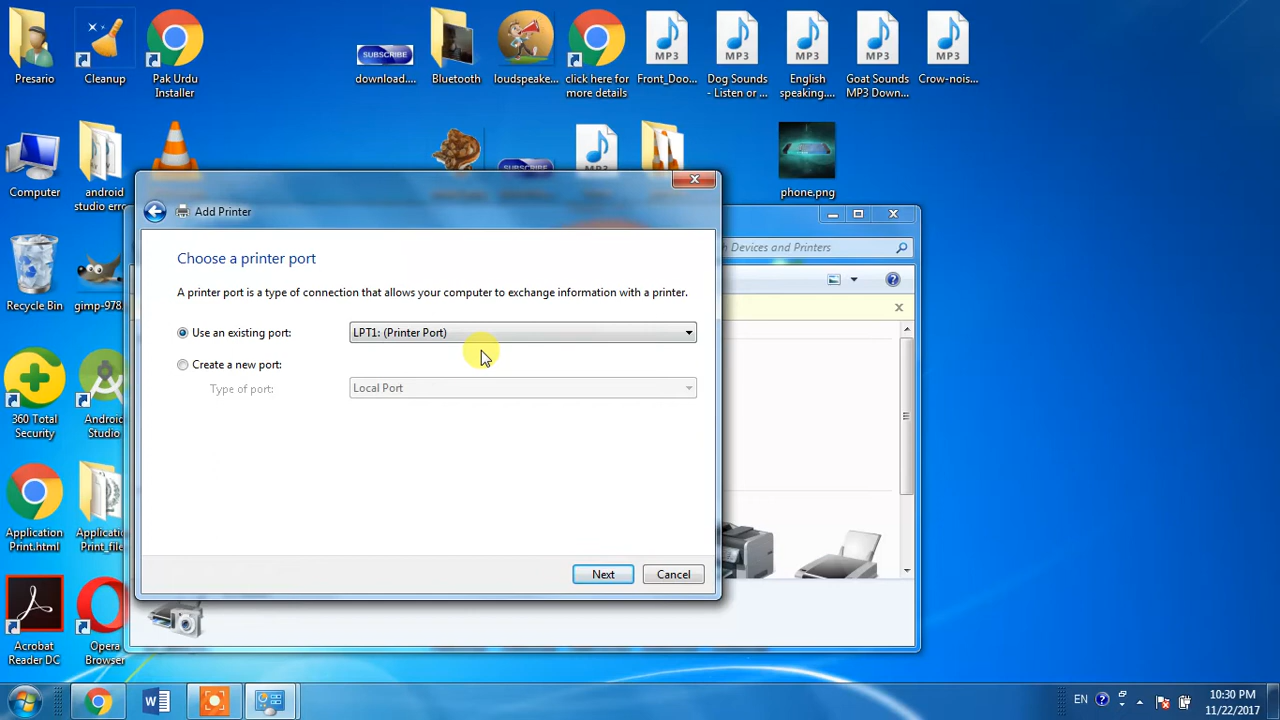 Presario
Cleanup
Pak Urdu
Installer
SUBSCRIBE
download....
Bluetooth
loudspeake...
click here for
more details
MP3
Front_Doo...
MP3
Dog Sounds
- Listen or ...
MP3
English
speaking....
MP3
Goat Sounds
MP3 Down...
MP3
Crow-nois...
Computer
android
studio erro
SUBSCRIBE
phone.png
Recycle Bin
gimp-978
360 Total
Security
Android
Studio
Application
Print.html
Applicati
Print_file
Acrobat
Reader DC
Opera
Browser
Add Printer
Choose a printer port
A printer port is a type of connection that allows your computer to exchange information with a printer.
Use an existing port:
LPT1: (Printer Port)
Create a new port:
Type of port:
Local Port
Next
Cancel
Devices and Printers
EN
10:30 PM
11/22/2017